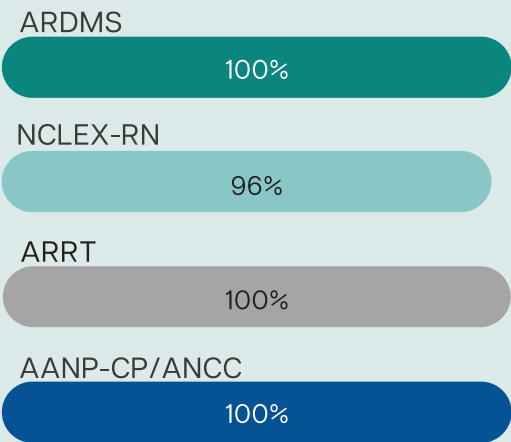 ARDMS
100%
NCLEX-RN
96%
ARRT
100%
AANP-CP/ANCC
100%